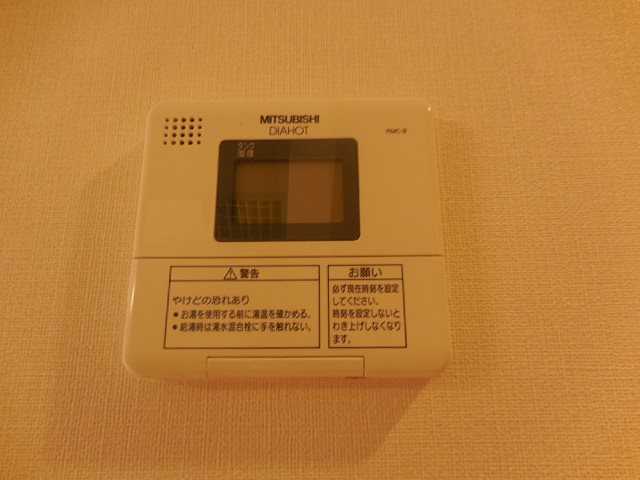 MITSUBISHI
DIAHOT
RMC-8
タンク
温度
警告
やけどの恐れあり
● お湯を使用する前に湯温を確かめる。
● 給湯時は湯水混合栓に手を触れない。
お願い
必ず現在時刻を設定
してください。
時刻を設定しないと
わき上げしなくなり
ます。